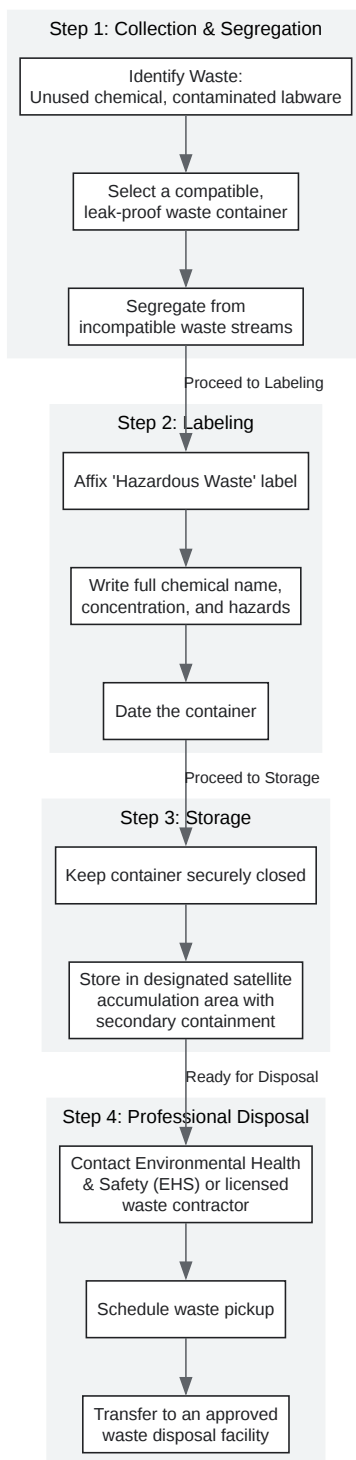 Step 1: Collection & Segregation
Identify Waste:
Unused chemical, contaminated labware
Select a compatible,
leak-proof waste container
Segregate from
incompatible waste streams
Proceed to Labeling
Step 2: Labeling
Affix 'Hazardous Waste' label
Write full chemical name,
concentration, and hazards
Date the container
Proceed to Storage
Step 3: Storage
Keep container securely closed
Store in designated satellite
accumulation area with
secondary containment
Ready for Disposal
Step 4: Professional Disposal
Contact Environmental Health
& Safety (EHS) or licensed
waste contractor
Schedule waste pickup
Transfer to an approved
waste disposal facility